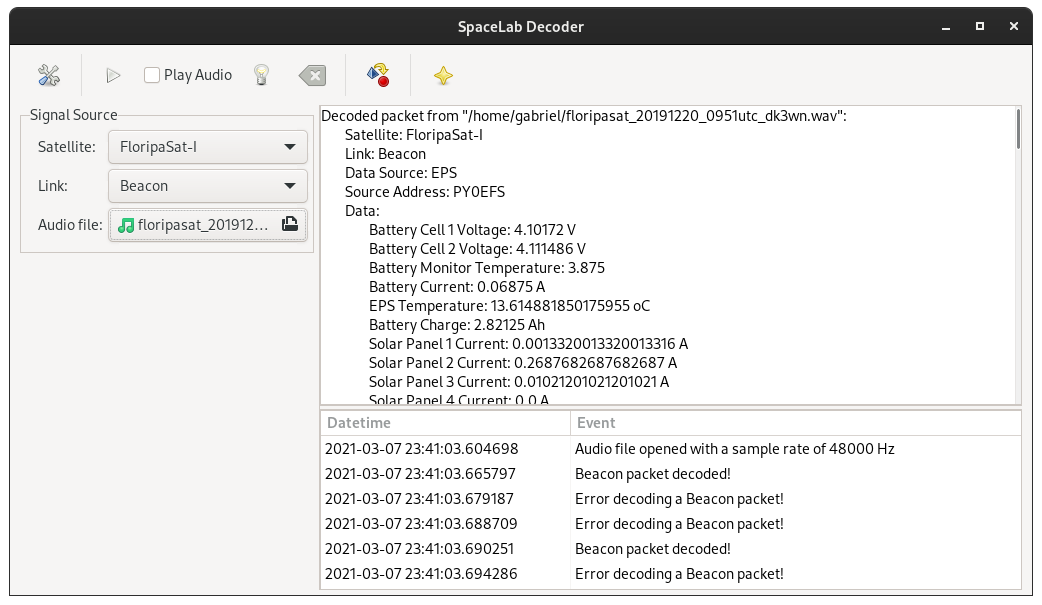 SpaceLab Decoder
Play Audio
Signal Source
Satellite: FloripaSat-I
Link: Beacon
Audio file: floripasat_201912...
Decoded packet from "/home/gabriel/floripasat_20191220_0951utc_dk3wn.wav":
Satellite: FloripaSat-I
Link: Beacon
Data Source: EPS
Source Address: PY0EFS
Data:
Battery Cell 1 Voltage: 4.10172 V
Battery Cell 2 Voltage: 4.111486 V
Battery Monitor Temperature: 3.875
Battery Current: 0.06875 A
EPS Temperature: 13.614881850175955 oC
Battery Charge: 2.82125 Ah
Solar Panel 1 Current: 0.0013320013320013316 A
Solar Panel 2 Current: 0.2687682687682687 A
Solar Panel 3 Current: 0.01021201021201021 A
Solar Panel 4 Current: 0.0 A
Datetime Event
2021-03-07 23:41:03.604698 Audio file opened with a sample rate of 48000 Hz
2021-03-07 23:41:03.665797 Beacon packet decoded!
2021-03-07 23:41:03.679187 Error decoding a Beacon packet!
2021-03-07 23:41:03.688709 Error decoding a Beacon packet!
2021-03-07 23:41:03.690251 Beacon packet decoded!
2021-03-07 23:41:03.694286 Error decoding a Beacon packet!